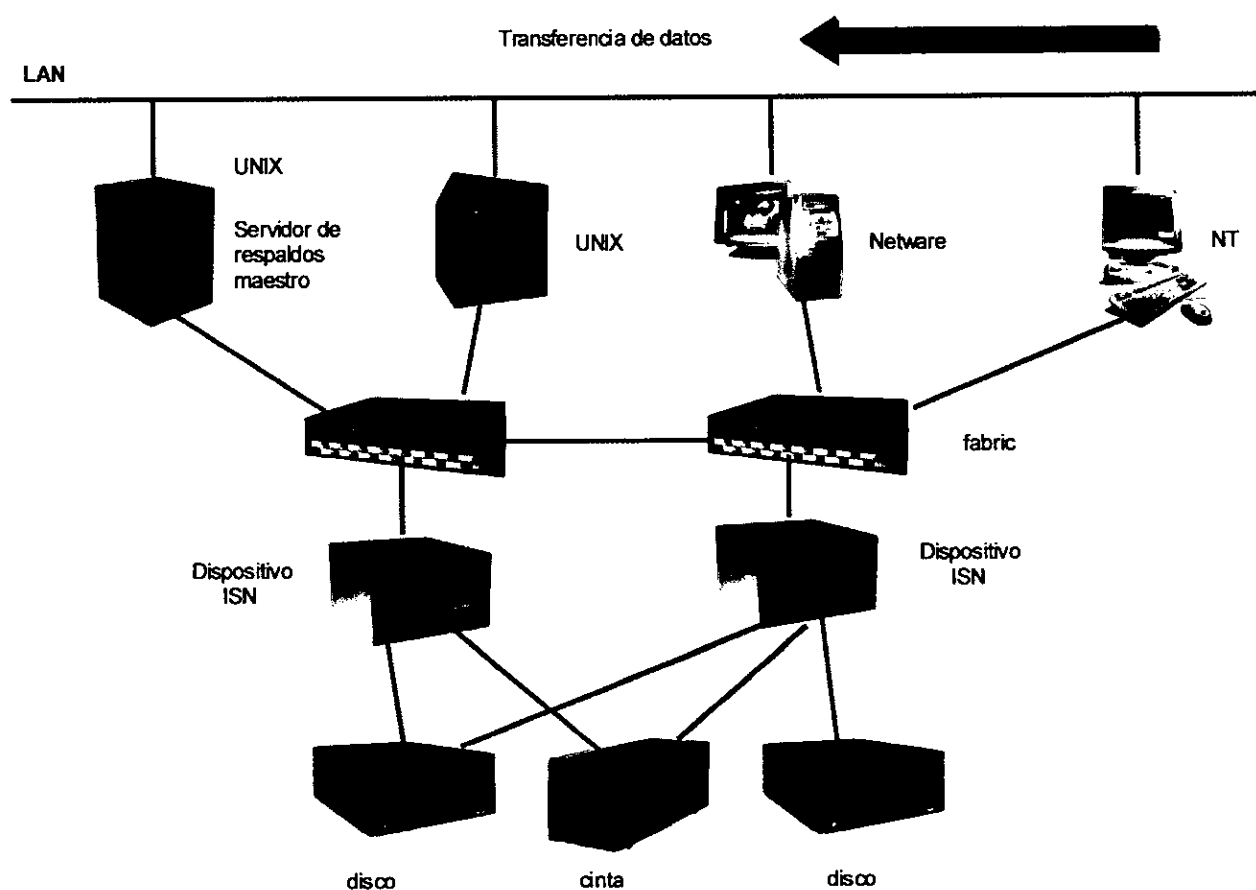 Transferencia de datos
LAN
UNIX
Servidor de
respaldos
maestro
UNIX
Netware
NT
fabric
Dispositivo
ISN
Dispositivo
ISN
disco
cinta
disco